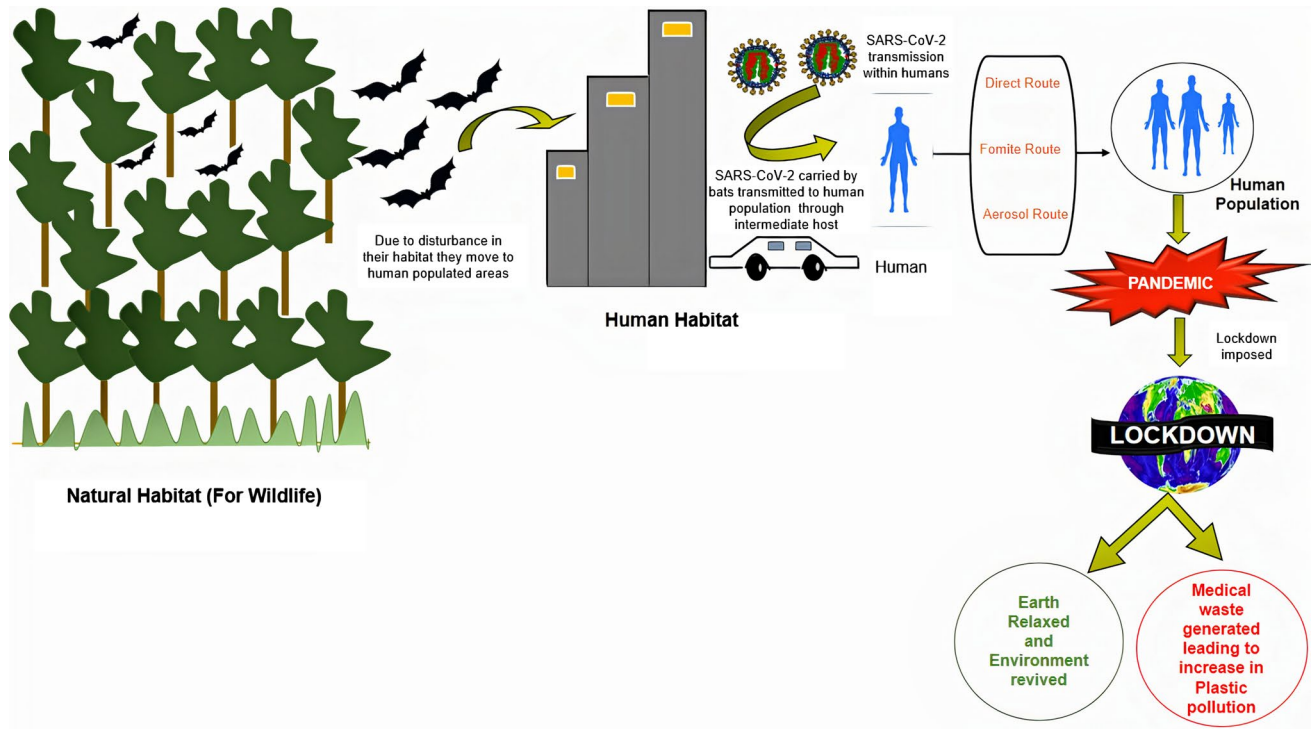 SARS-CoV-2
transmission
within humans
Direct Route
Fomite Route
Aerosol Route
SARS-CoV-2 carried by
bats transmitted to human
population through
intermediate host
Human
Human
Population
Due to disturbance in
their habitat they move to
human populated areas
Human Habitat
PANDEMIC
Lockdown
imposed
LOCKDOWN
Natural Habitat (For Wildlife)
Earth
Relaxed
and
Environment
revived
Medical
waste
generated
leading to
increase in
Plastic
pollution